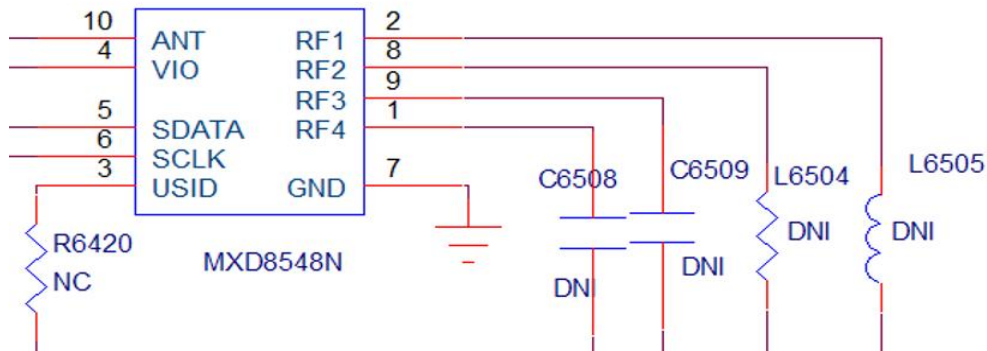 10
ANT
RF1
2
4
VIO
RF2
8
RF3
9
5
SDATA
RF4
1
6
SCLK
3
USID
GND
7
C6508
C6509
L6504
L6505
R6420
NC
MXD8548N
DNI
DNI
DNI
DNI